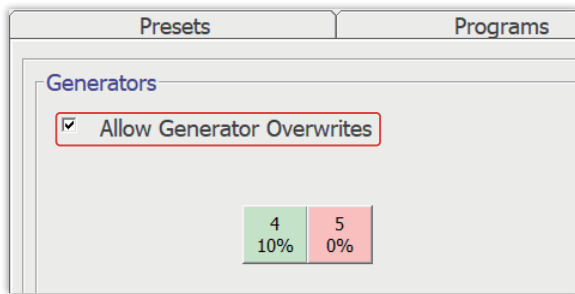 Presets Programs
Generators
Allow Generator Overwrites
4 5
10% 0%